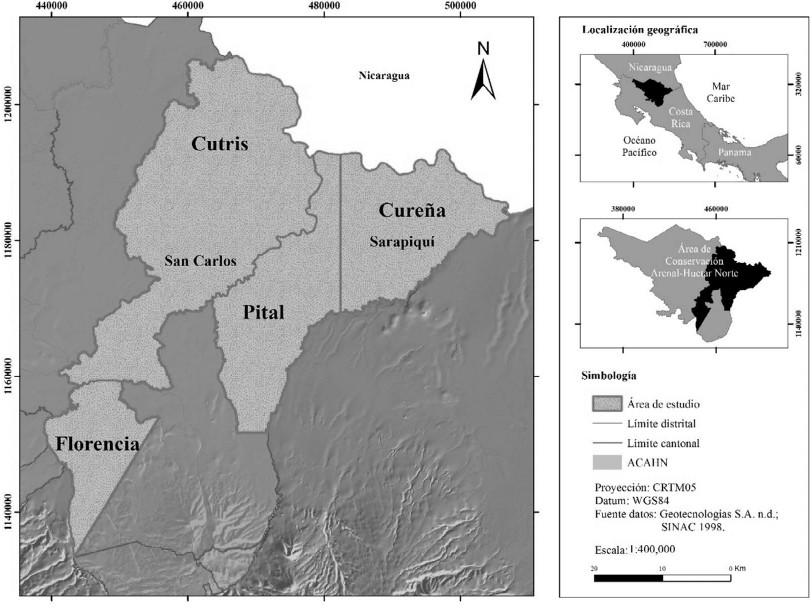 440000 460000 480000 500000
N
Nicaragua
1200000
Cutris
Cureña
1180000
Sarapiquí
San Carlos
Pital
1160000
Florencia
1140000
Localización geográfica
400000 700000
Nicaragua
Mar
Caribe
320000
Costa
Rica
Océano
Pacífico
Panama
60000
380000 460000
1210000
Área de
Conservación
Arenal-Huetar Norte
1140000
Simbología
Área de estudio
Límite distrital
Límite cantonal
ACAHN
Proyección: CRTM05
Datum: WGS84
Fuente datos: Geotecnologías S.A. n.d.;
SINAC 1998.
Escala: 1:400,000
20 10 0 Km